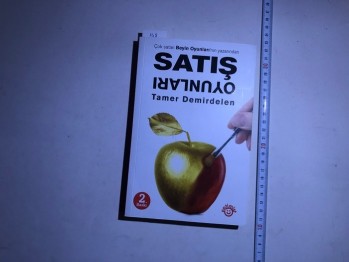 Çok satan Beyin Oyunları'nın yazarından
SATIŞ
OYUNLARI
Tamer Demirdelen
2.